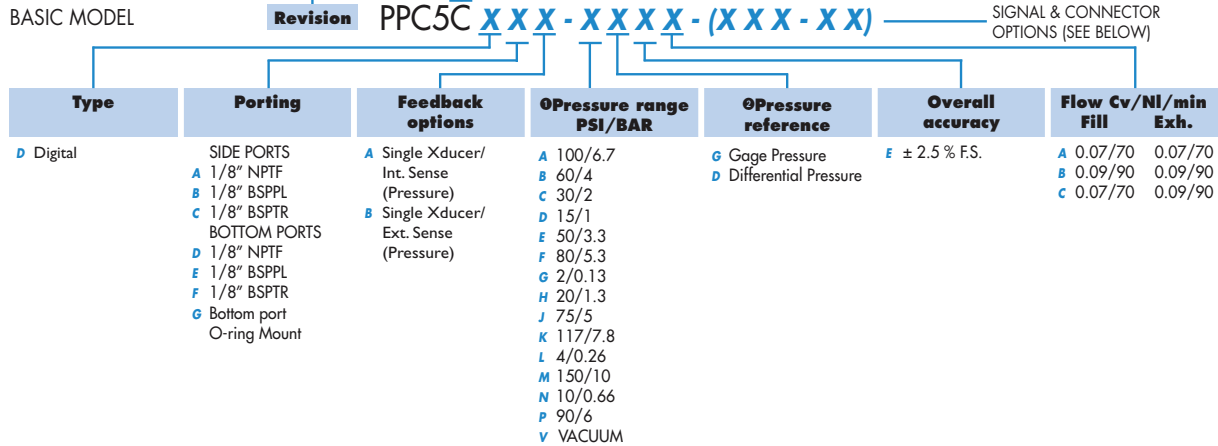 BASIC MODEL
Revision
PPC5C X X X - X X X X - (X X X - X X)
SIGNAL & CONNECTOR
OPTIONS (SEE BELOW)
Type
D Digital
Porting
SIDE PORTS
A 1/8" NPTF
B 1/8" BSPPL
C 1/8" BSPTR
BOTTOM PORTS
D 1/8" NPTF
E 1/8" BSPPL
F 1/8" BSPTR
G Bottom port
O-ring Mount
Feedback
options
A Single Xducer/
Int. Sense
(Pressure)
B Single Xducer/
Ext. Sense
(Pressure)
❶Pressure range
PSI/BAR
A 100/6.7
B 60/4
C 30/2
D 15/1
E 50/3.3
F 80/5.3
G 2/0.13
H 20/1.3
J 75/5
K 117/7.8
L 4/0.26
M 150/10
N 10/0.66
P 90/6
V VACUUM
❷Pressure
reference
G Gage Pressure
D Differential Pressure
Overall
accuracy
E ± 2.5 % F.S.
Flow Cv/Nl/min
Fill Exh.
A 0.07/70 0.07/70
B 0.09/90 0.09/90
C 0.07/70 0.09/90